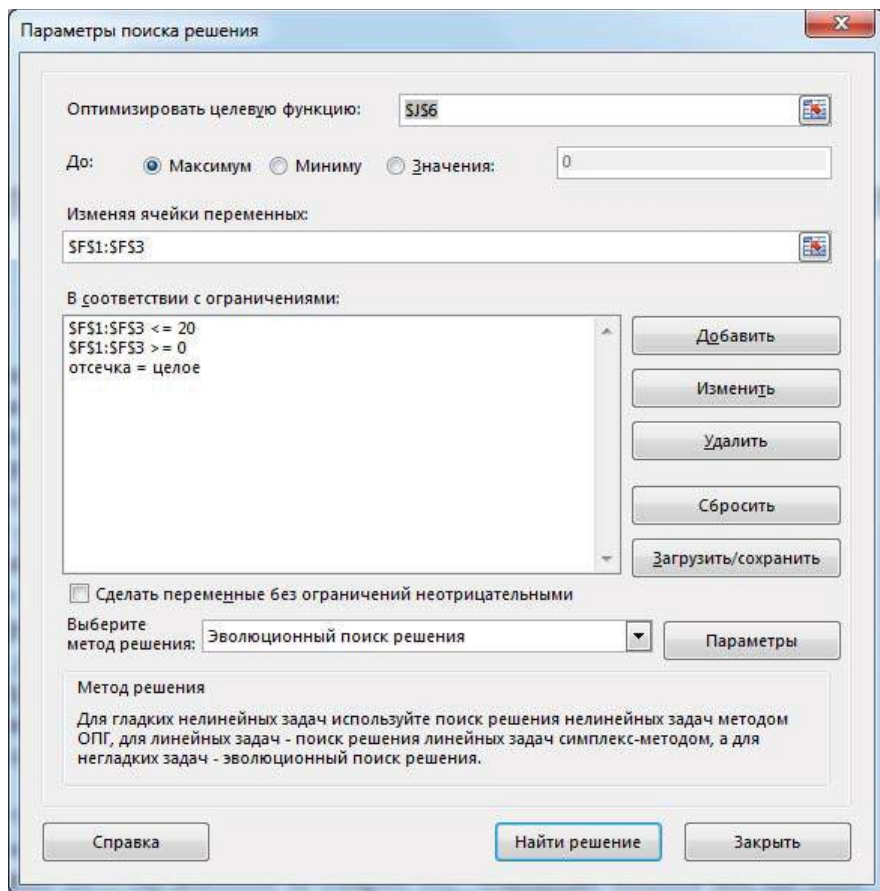 Параметры поиска решения
Оптимизировать целевую функцию: $J$6
До: Максимум Миниму Значения: 0
Изменяя ячейки переменных:
$F$1:$F$3
В соответствии с ограничениями:
$F$1:$F$3 <= 20
$F$1:$F$3 >= 0
отсечка = целое
Добавить
Изменить
Удалить
Сбросить
Загрузить/сохранить
Сделать переменные без ограничений неотрицательными
Выберите
метод решения: Эволюционный поиск решения Параметры
Метод решения
Для гладких нелинейных задач используйте поиск решения нелинейных задач методом
ОПГ, для линейных задач - поиск решения линейных задач симплекс-методом, а для
негладких задач - эволюционный поиск решения.
Справка Найти решение Закрыть